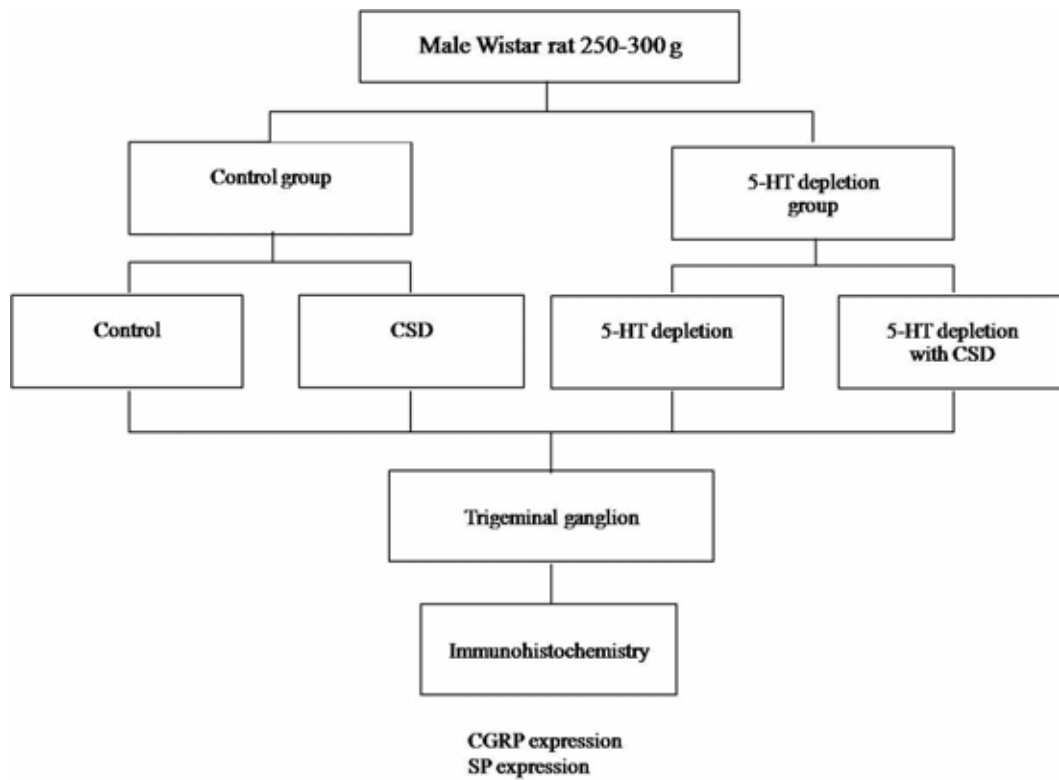 Male Wistar rat 250-300 g
Control group
5-HT depletion
group
Control
CSD
5-HT depletion
5-HT depletion
with CSD
Trigeminal ganglion
Immunohistochemistry
CGRP expression
SP expression